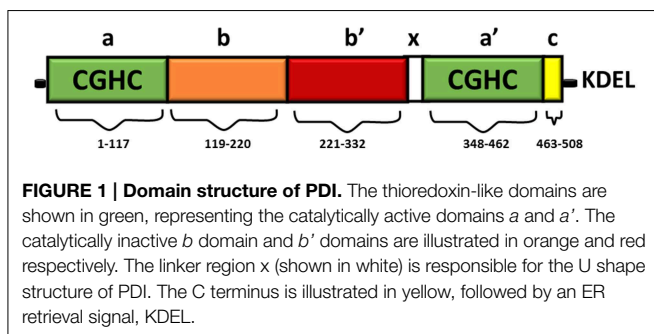 a b b' x a' c
CGHC CGHC KDEL
1-117 119-220 221-332 348-462 463-508
FIGURE 1 | Domain structure of PDI. The thioredoxin-like domains are
shown in green, representing the catalytically active domains a and a'. The
catalytically inactive b domain and b' domains are illustrated in orange and red
respectively. The linker region x (shown in white) is responsible for the U shape
structure of PDI. The C terminus is illustrated in yellow, followed by an ER
retrieval signal, KDEL.